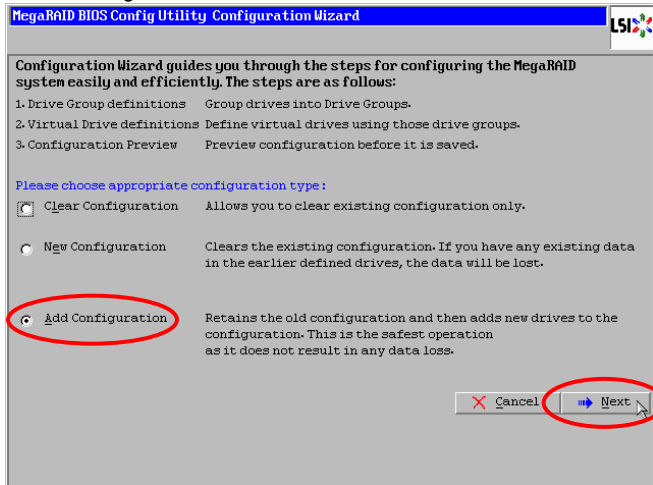 MegaRAID BIOS Config Utility Configuration Wizard
LSI
Configuration Wizard guides you through the steps for configuring the MegaRAID
system easily and efficiently. The steps are as follows:
1. Drive Group definitions Group drives into Drive Groups.
2. Virtual Drive definitions Define virtual drives using those drive groups.
3. Configuration Preview Preview configuration before it is saved.
Please choose appropriate configuration type:
Clear Configuration Allows you to clear existing configuration only.
New Configuration Clears the existing configuration. If you have any existing data
in the earlier defined drives, the data will be lost.
Add Configuration Retains the old configuration and then adds new drives to the
configuration. This is the safest operation
as it does not result in any data loss.
Cancel Next